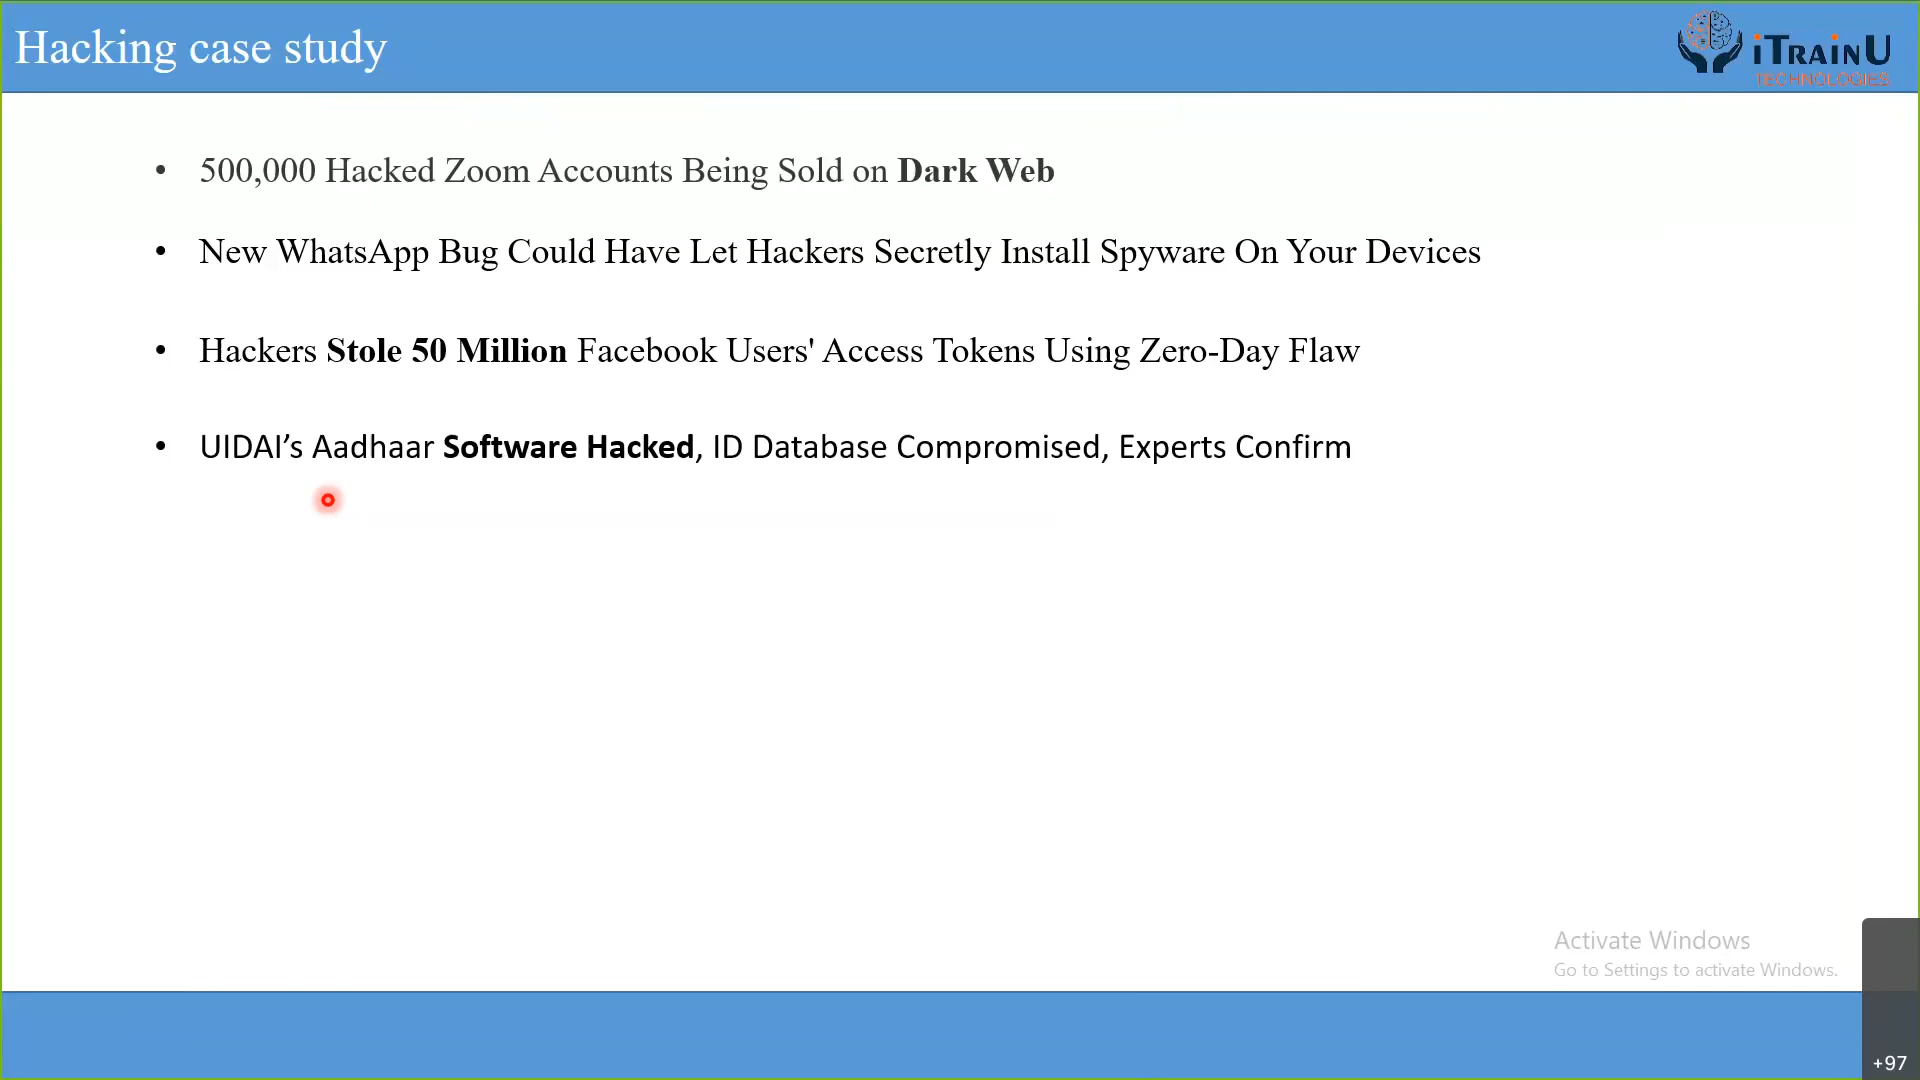 Hacking case study
iTRAINU
TECHNOLOGIES
• 500,000 Hacked Zoom Accounts Being Sold on Dark Web
• New WhatsApp Bug Could Have Let Hackers Secretly Install Spyware On Your Devices
• Hackers Stole 50 Million Facebook Users' Access Tokens Using Zero-Day Flaw
• UIDAI’s Aadhaar Software Hacked, ID Database Compromised, Experts Confirm
Activate Windows
Go to Settings to activate Windows.
+97